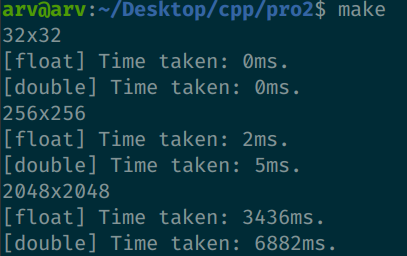 arv@arv:~/Desktop/cpp/pro2$ make
32x32
[float] Time taken: 0ms.
[double] Time taken: 0ms.
256x256
[float] Time taken: 2ms.
[double] Time taken: 5ms.
2048x2048
[float] Time taken: 3436ms.
[double] Time taken: 6882ms.